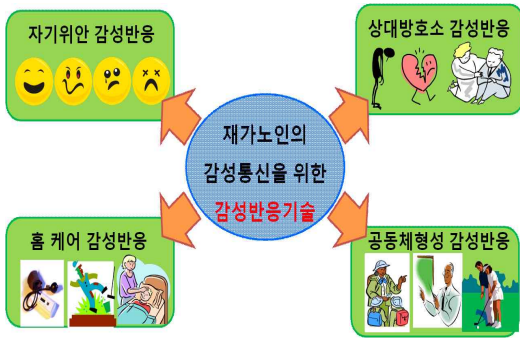 자기위안 감성반응
상대방호소 감성반응
재가노인의
감성통신을 위한
감성반응기술
홈 케어 감성반응
공동체형성 감성반응